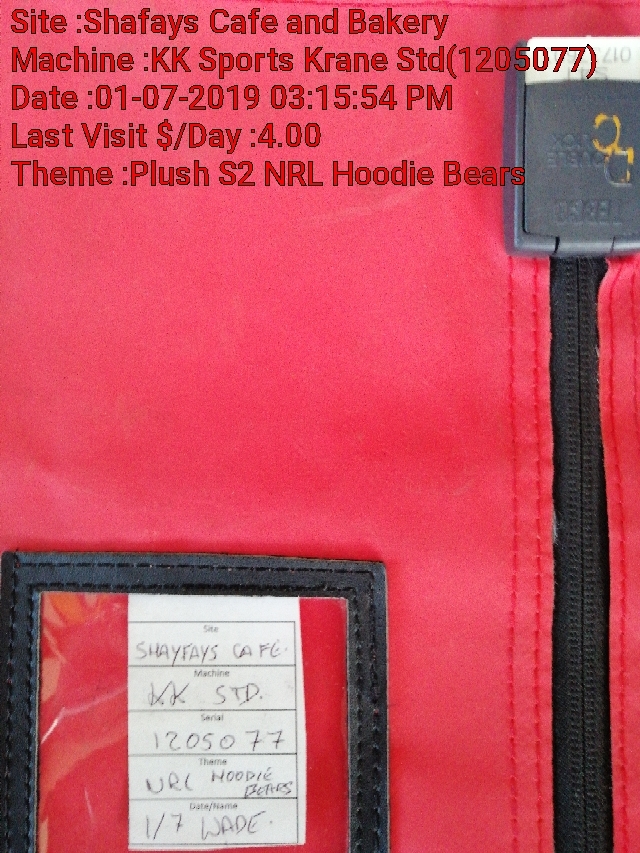 Site :Shafays Cafe and Bakery
Machine :KK Sports Krane Std(1205077)
Date :01-07-2019 03:15:54 PM
Last Visit $/Day :4.00
Theme :Plush S2 NRL Hoodie Bears
Site
SHAYFAYS CAFE.
Machine
KK STD.
Serial
1205077
Theme
NRL HOODIE
BEARS
Date/Name
1/7 WADE.